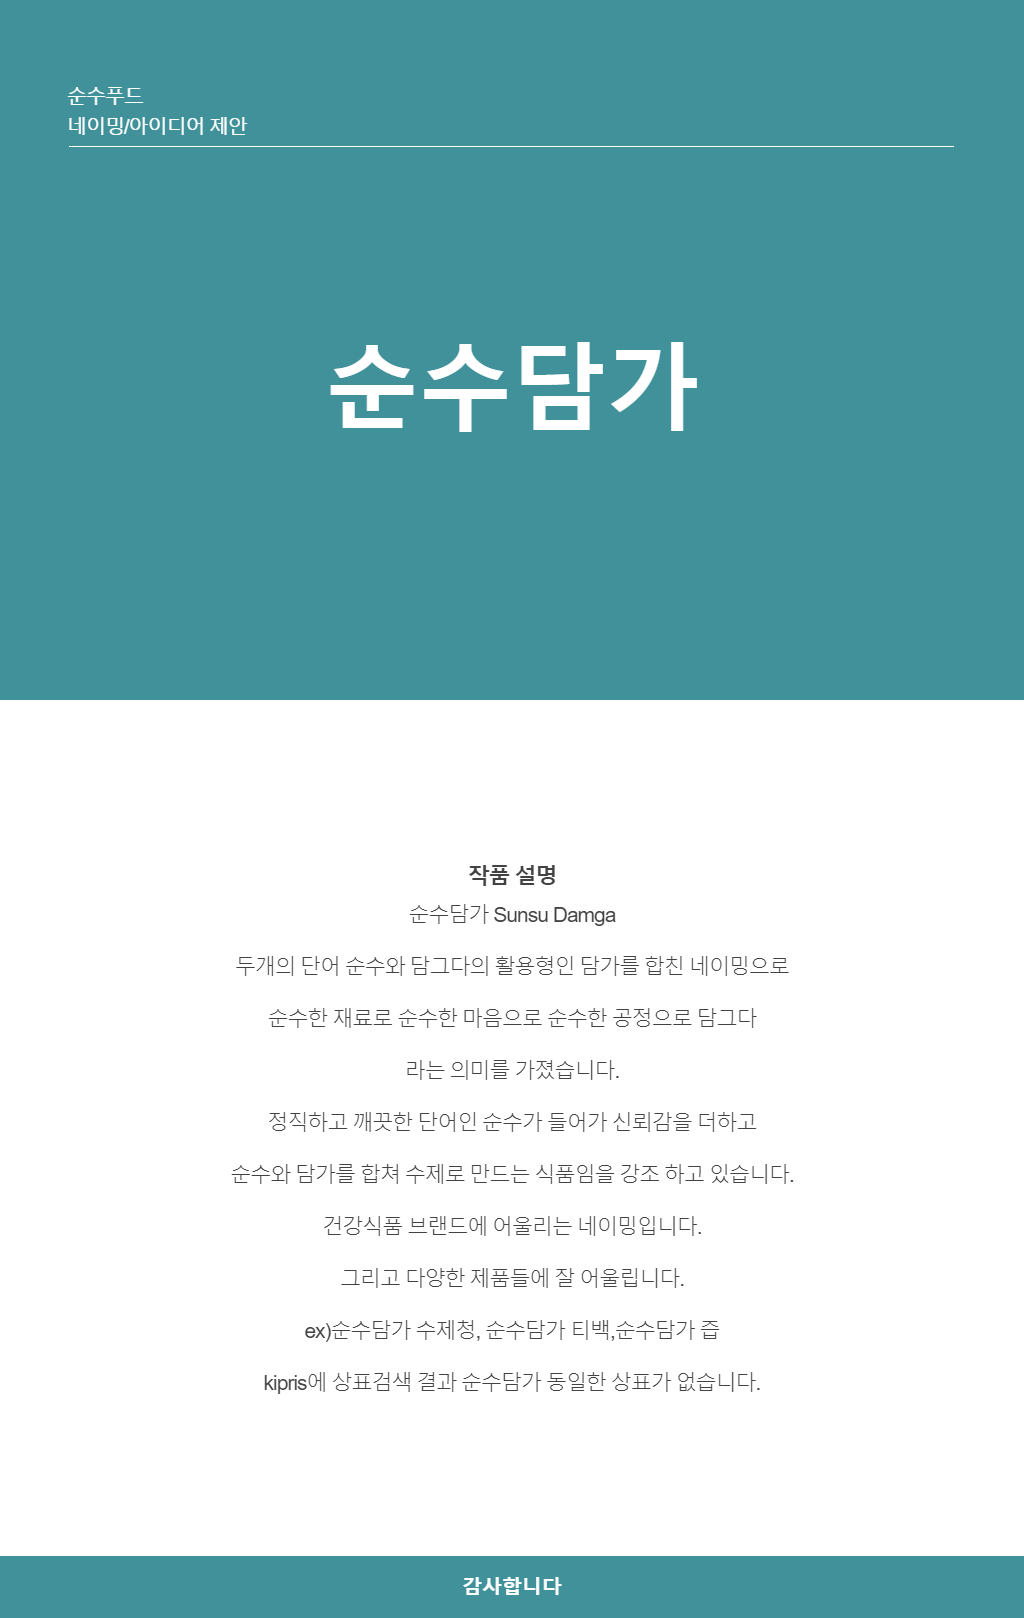 순수푸드
네이밍/아이디어 제안
순수담가
작품 설명
순수담가 Sunsu Damga
두개의 단어 순수와 담그다의 활용형인 담가를 합친 네이밍으로
순수한 재료로 순수한 마음으로 순수한 공정으로 담그다
라는 의미를 가졌습니다.
정직하고 깨끗한 단어인 순수가 들어가 신뢰감을 더하고
순수와 담가를 합쳐 수제로 만드는 식품임을 강조 하고 있습니다.
건강식품 브랜드에 어울리는 네이밍입니다.
그리고 다양한 제품들에 잘 어울립니다.
ex)순수담가 수제청, 순수담가 티백,순수담가 즙
kipris에 상표검색 결과 순수담가 동일한 상표가 없습니다.
감사합니다